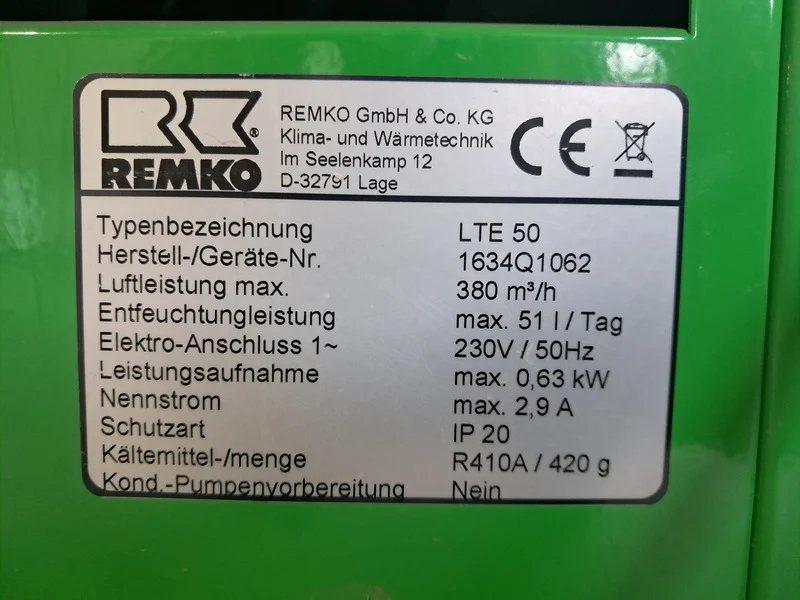 REMKO
REMKO GmbH & Co. KG
Klima- und Wärmetechnik
Im Seelenkamp 12
D-32791 Lage
CE
Typenbezeichnung LTE 50
Herstell-/Geräte-Nr. 1634Q1062
Luftleistung max. 380 m³/h
Entfeuchtungleistung max. 51 l / Tag
Elektro-Anschluss 1~ 230V / 50Hz
Leistungsaufnahme max. 0,63 kW
Nennstrom max. 2,9 A
Schutzart IP 20
Kältemittel-/menge R410A / 420 g
Kond.-Pumpenvorbereitung Nein